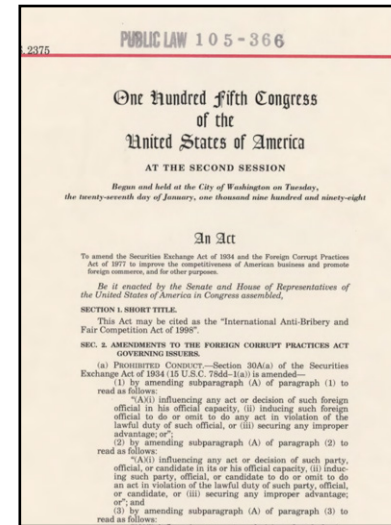 PUBLIC LAW 105-366
. 2375
One Hundred Fifth Congress
of the
United States of America
AT THE SECOND SESSION
Begun and held at the City of Washington on Tuesday,
the twenty-seventh day of January, one thousand nine hundred and ninety-eight
An Act
To amend the Securities Exchange Act of 1934 and the Foreign Corrupt Practices
Act of 1977 to improve the competitiveness of American business and promote
foreign commerce, and for other purposes.
Be it enacted by the Senate and House of Representatives of
the United States of America in Congress assembled,
SECTION 1. SHORT TITLE.
This Act may be cited as the “International Anti-Bribery and
Fair Competition Act of 1998”.
SEC. 2. AMENDMENTS TO THE FOREIGN CORRUPT PRACTICES ACT
GOVERNING ISSUERS.
(a) PROHIBITED CONDUCT.—Section 30A(a) of the Securities
Exchange Act of 1934 (15 U.S.C. 78dd–1(a)) is amended—
(1) by amending subparagraph (A) of paragraph (1) to
read as follows:
“(A)(i) influencing any act or decision of such foreign
official in his official capacity, (ii) inducing such foreign
official to do or omit to do any act in violation of the
lawful duty of such official, or (iii) securing any improper
advantage; or”;
(2) by amending subparagraph (A) of paragraph (2) to
read as follows:
“(A)(i) influencing any act or decision of such party,
official, or candidate in its or his official capacity, (ii) induc-
ing such party, official, or candidate to do or omit to do
an act in violation of the lawful duty of such party, official,
or candidate, or (iii) securing any improper advantage;
or”; and
(3) by amending subparagraph (A) of paragraph (3) to
read as follows: